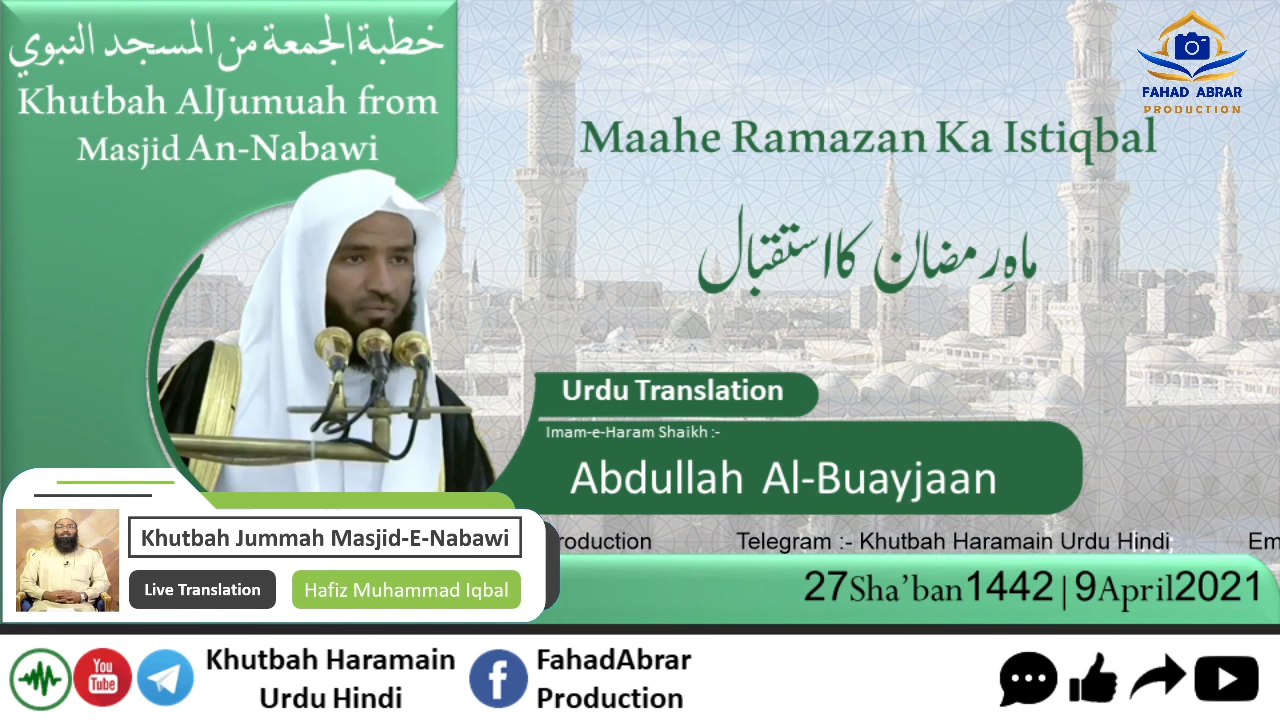 خطبة الجمعة من المسجد النبوي
Khutbah AlJumuah from
Masjid An-Nabawi
FAHAD ABRAR
PRODUCTION
Maahe Ramazan Ka Istiqbal
ماہِ رمضان کا استقبال
Urdu Translation
Imam-e-Haram Shaikh :-
Abdullah Al-Buayjaan
Khutbah Jummah Masjid-E-Nabawi
Live Translation
Hafiz Muhammad Iqbal
roduction Telegram :- Khutbah Haramain Urdu Hindi Em
27Sha’ban1442 | 9April2021
You
Tube
Khutbah Haramain
Urdu Hindi
FahadAbrar
Production